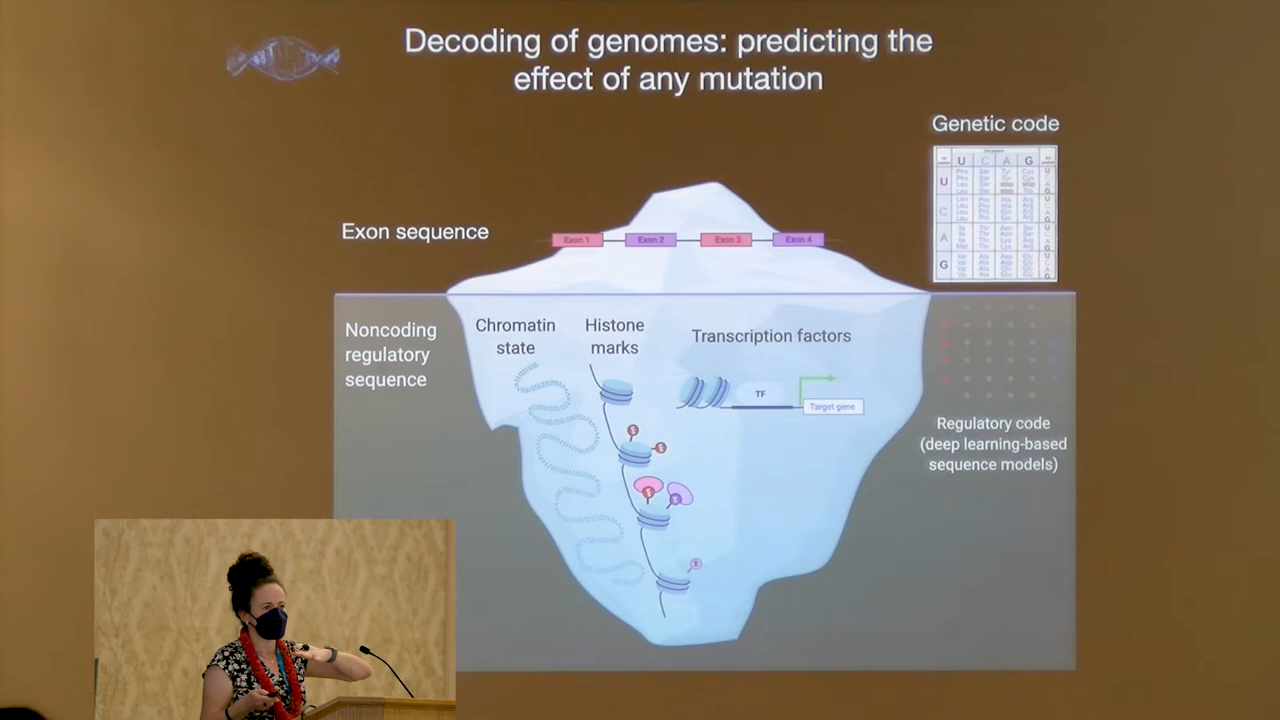 Decoding of genomes: predicting the
effect of any mutation
Genetic code
U C A G
U
C
A
G
Exon sequence
Exon 1
Exon 2
Exon 3
Exon 4
Noncoding
regulatory
sequence
Chromatin
state
Histone
marks
Transcription factors
TF
Target gene
Regulatory code
(deep learning-based
sequence models)